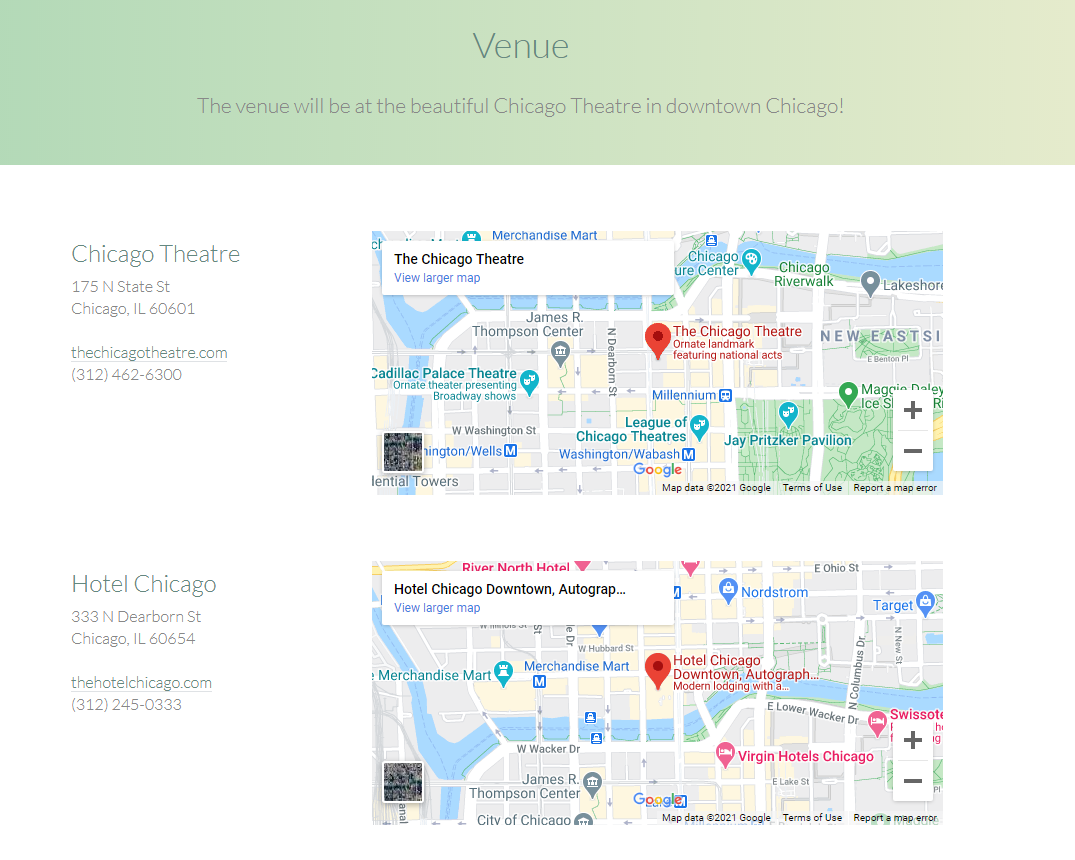 Venue
The venue will be at the beautiful Chicago Theatre in downtown Chicago!
Chicago Theatre
175 N State St
Chicago, IL 60601
thechicagotheatre.com
(312) 462-6300
Merchandise Mart
The Chicago Theatre
View larger map
Chicago
ure Center
Chicago
Riverwalk
Lakeshore
James R.
Thompson Center
N Dearborn St
The Chicago Theatre
Ornate landmark
featuring national acts
NEW EASTSI
E Benton Pl
Cadillac Palace Theatre
Ornate theater presenting
Broadway shows
Millennium
Maggie Daley
Ice S
Ri
W Washington St
League of
Chicago Theatres
Jay Pritzker Pavilion
hington/Wells
Washington/Wabash
Google
dential Towers
Map data ©2021 Google
Terms of Use
Report a map error
Hotel Chicago
333 N Dearborn St
Chicago, IL 60654
thehotelchicago.com
(312) 245-0333
River North Hotel
E Ohio St
Hotel Chicago Downtown, Autograp...
View larger map
Nordstrom
Target
W Illinois St
W Hubbard St
N New St
N Columbus Dr
e Merchandise Mart
Merchandise Mart
Hotel Chicago
Downtown, Autograph...
Modern lodging with a...
E Lower Wacker Dr
Swissote
W Wacker Dr
Virgin Hotels Chicago
James R.
Thompson Center
E Lake St
Google
City of Chicago
Map data ©2021 Google
Terms of Use
Report a map error